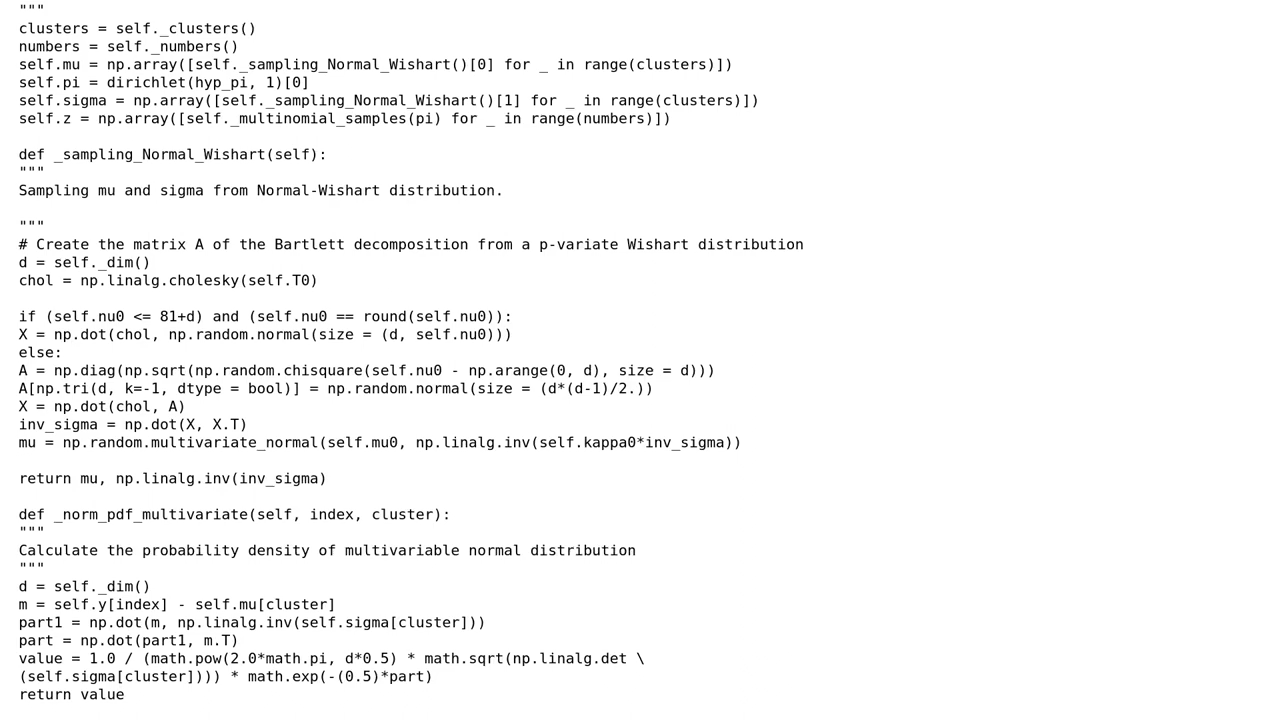 """
clusters = self._clusters()
numbers = self._numbers()
self.mu = np.array([self._sampling_Normal_Wishart()[0] for _ in range(clusters)])
self.pi = dirichlet(hyp_pi, 1)[0]
self.sigma = np.array([self._sampling_Normal_Wishart()[1] for _ in range(clusters)])
self.z = np.array([self._multinomial_samples(pi) for _ in range(numbers)])

def _sampling_Normal_Wishart(self):
"""
Sampling mu and sigma from Normal-Wishart distribution.

"""
# Create the matrix A of the Bartlett decomposition from a p-variate Wishart distribution
d = self._dim()
chol = np.linalg.cholesky(self.T0)

if (self.nu0 <= 81+d) and (self.nu0 == round(self.nu0)):
X = np.dot(chol, np.random.normal(size = (d, self.nu0)))
else:
A = np.diag(np.sqrt(np.random.chisquare(self.nu0 - np.arange(0, d), size = d)))
A[np.tri(d, k=-1, dtype = bool)] = np.random.normal(size = (d*(d-1)/2.))
X = np.dot(chol, A)
inv_sigma = np.dot(X, X.T)
mu = np.random.multivariate_normal(self.mu0, np.linalg.inv(self.kappa0*inv_sigma))

return mu, np.linalg.inv(inv_sigma)

def _norm_pdf_multivariate(self, index, cluster):
"""
Calculate the probability density of multivariable normal distribution
"""
d = self._dim()
m = self.y[index] - self.mu[cluster]
part1 = np.dot(m, np.linalg.inv(self.sigma[cluster]))
part = np.dot(part1, m.T)
value = 1.0 / (math.pow(2.0*math.pi, d*0.5) * math.sqrt(np.linalg.det \
(self.sigma[cluster]))) * math.exp(-(0.5)*part)
return value